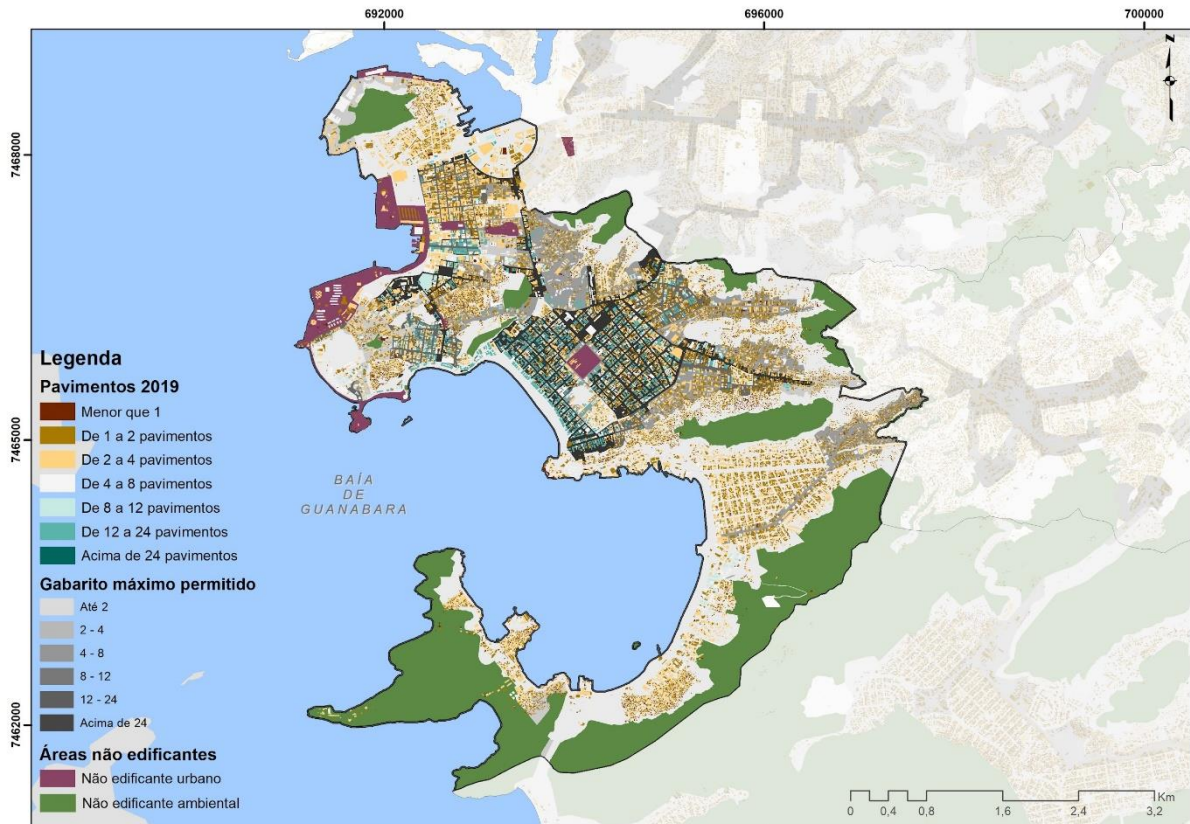 692000
696000
700000
7468000
7465000
7462000
Z
BAÍA
DE
GUANABARA
Legenda
Pavimentos 2019
Menor que 1
De 1 a 2 pavimentos
De 2 a 4 pavimentos
De 4 a 8 pavimentos
De 8 a 12 pavimentos
De 12 a 24 pavimentos
Acima de 24 pavimentos
Gabarito máximo permitido
Até 2
2 - 4
4 - 8
8 - 12
12 - 24
Acima de 24
Áreas não edificantes
Não edificante urbano
Não edificante ambiental
Km
0 0,4 0,8 1,6 2,4 3,2